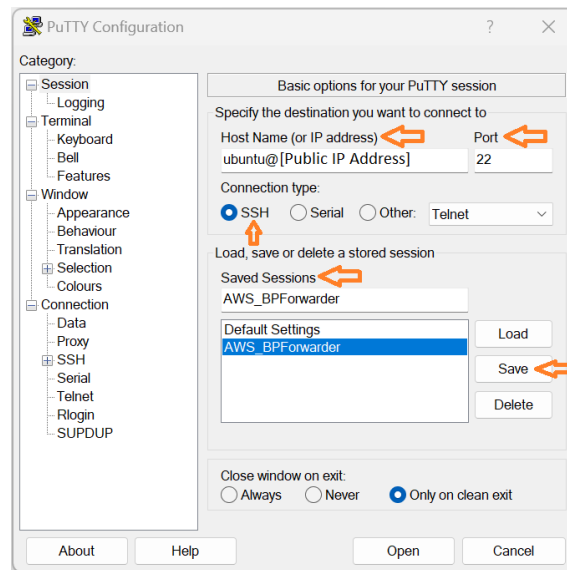 PuTTY Configuration
?
Category:
Session
Logging
Terminal
Keyboard
Bell
Features
Window
Appearance
Behaviour
Translation
Selection
Colours
Connection
Data
Proxy
SSH
Serial
Telnet
Rlogin
SUPDUP
Basic options for your PuTTY session
Specify the destination you want to connect to
Host Name (or IP address) Port
ubuntu@[Public IP Address] 22
Connection type:
SSH Serial Other: Telnet
Load, save or delete a stored session
Saved Sessions
AWS_BPForwarder
Default Settings
AWS_BPForwarder
Load
Save
Delete
Close window on exit:
Always Never Only on clean exit
About Help Open Cancel